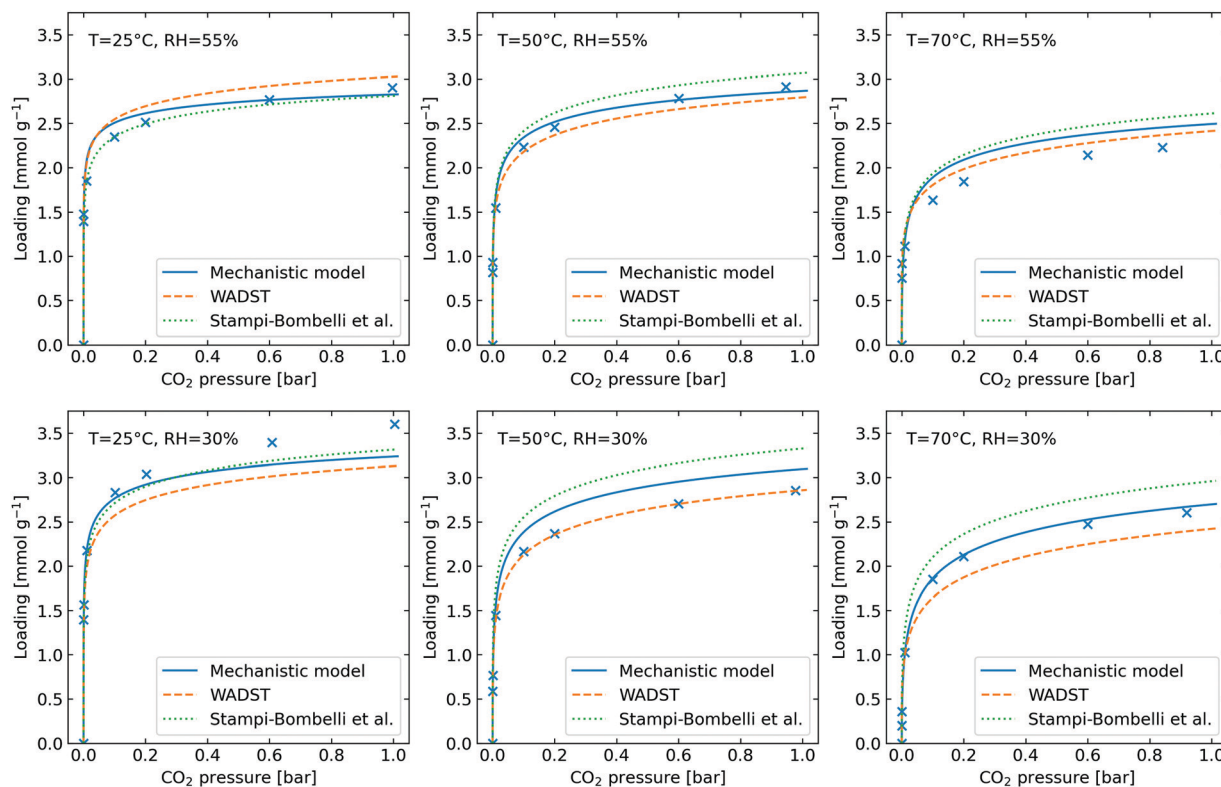 T=25°C, RH=55%
Loading [mmol g⁻¹]
3.5
3.0
2.5
2.0
1.5
1.0
0.5
0.0
Mechanistic model
WADST
Stampi-Bombelli et al.
0.0 0.2 0.4 0.6 0.8 1.0
CO₂ pressure [bar]
T=50°C, RH=55%
Loading [mmol g⁻¹]
3.5
3.0
2.5
2.0
1.5
1.0
0.5
0.0
Mechanistic model
WADST
Stampi-Bombelli et al.
0.0 0.2 0.4 0.6 0.8 1.0
CO₂ pressure [bar]
T=70°C, RH=55%
Loading [mmol g⁻¹]
3.5
3.0
2.5
2.0
1.5
1.0
0.5
0.0
Mechanistic model
WADST
Stampi-Bombelli et al.
0.0 0.2 0.4 0.6 0.8 1.0
CO₂ pressure [bar]
T=25°C, RH=30%
Loading [mmol g⁻¹]
3.5
3.0
2.5
2.0
1.5
1.0
0.5
0.0
Mechanistic model
WADST
Stampi-Bombelli et al.
0.0 0.2 0.4 0.6 0.8 1.0
CO₂ pressure [bar]
T=50°C, RH=30%
Loading [mmol g⁻¹]
3.5
3.0
2.5
2.0
1.5
1.0
0.5
0.0
Mechanistic model
WADST
Stampi-Bombelli et al.
0.0 0.2 0.4 0.6 0.8 1.0
CO₂ pressure [bar]
T=70°C, RH=30%
Loading [mmol g⁻¹]
3.5
3.0
2.5
2.0
1.5
1.0
0.5
0.0
Mechanistic model
WADST
Stampi-Bombelli et al.
0.0 0.2 0.4 0.6 0.8 1.0
CO₂ pressure [bar]